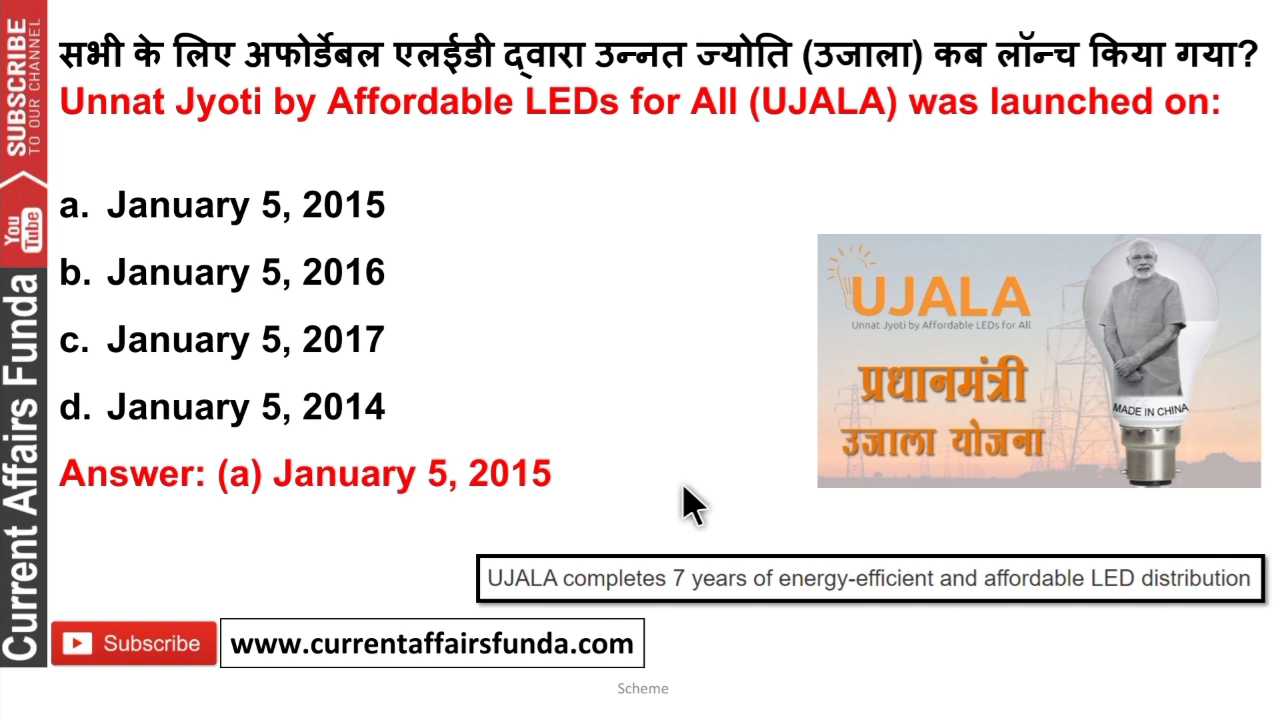 सभी के लिए अफोर्डेबल एलईडी द्वारा उन्नत ज्योति (उजाला) कब लॉन्च किया गया?
Unnat Jyoti by Affordable LEDs for All (UJALA) was launched on:
a. January 5, 2015
b. January 5, 2016
c. January 5, 2017
d. January 5, 2014
Answer: (a) January 5, 2015
UJALA
Unnat Jyoti by Affordable LEDs for All
प्रधानमंत्री
उजाला योजना
MADE IN CHINA
UJALA completes 7 years of energy-efficient and affordable LED distribution
Subscribe
www.currentaffairsfunda.com
Scheme
SUBSCRIBE
TO OUR CHANNEL
You
Tube
Current Affairs Funda